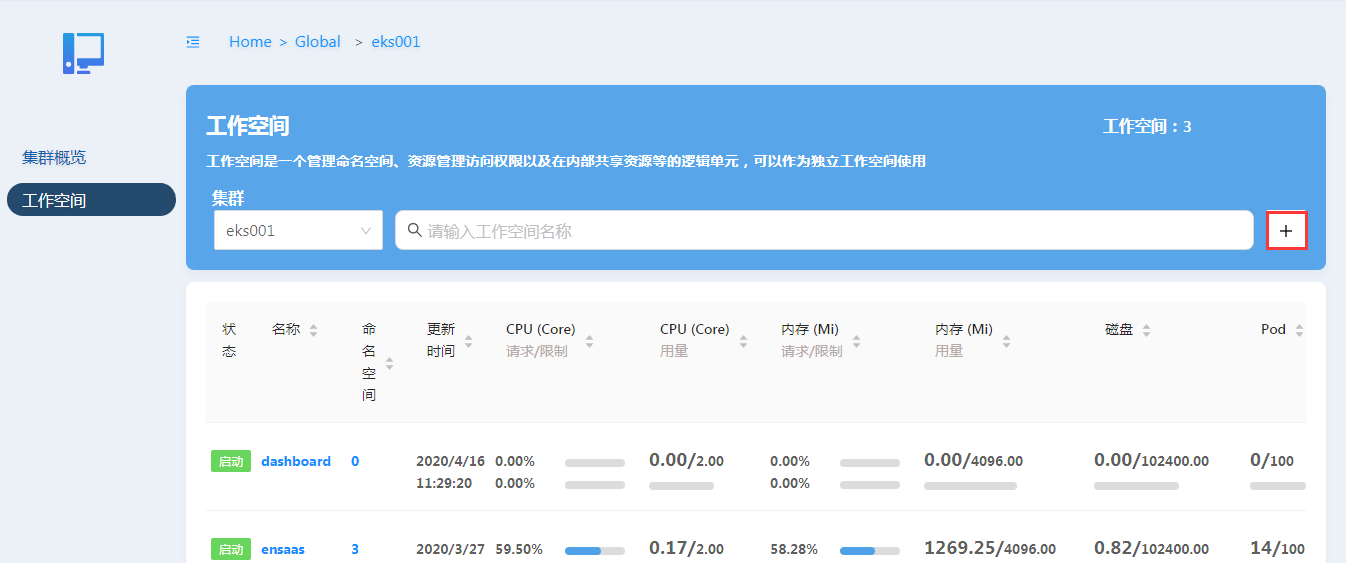 Home > Global > eks001
集群概览
工作空间
工作空间
工作空间：3
工作空间是一个管理命名空间、资源管理访问权限以及在内部共享资源等的逻辑单元，可以作为独立工作空间使用
集群
eks001
请输入工作空间名称
+
状态 名称 命名空间 更新时间 CPU (Core) 请求/限制 CPU (Core) 用量 内存 (Mi) 请求/限制 内存 (Mi) 用量 磁盘 Pod
启动 dashboard 0 2020/4/16 0.00% 0.00/2.00 0.00% 0.00/4096.00 0.00/102400.00 0/100
11:29:20 0.00% 0.00%
启动 ensaas 3 2020/3/27 59.50% 0.17/2.00 58.28% 1269.25/4096.00 0.82/102400.00 14/100